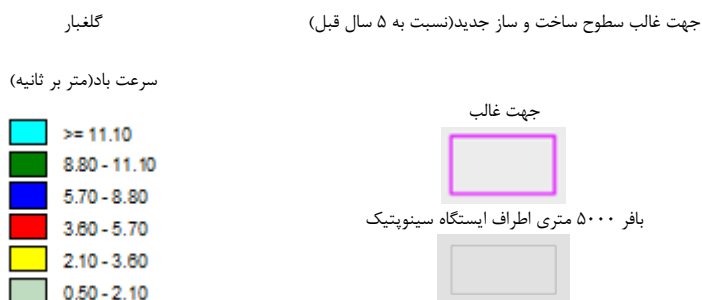 جهت غالب سطوح ساخت و ساز جدید(نسبت به ۵ سال قبل)
گلغبار
سرعت باد(متر بر ثانیه)
جهت غالب
>= 11.10
8.80 - 11.10
5.70 - 8.80
بافر ۵۰۰۰ متری اطراف ایستگاه سینوپتیک
3.60 - 5.70
2.10 - 3.60
0.50 - 2.10